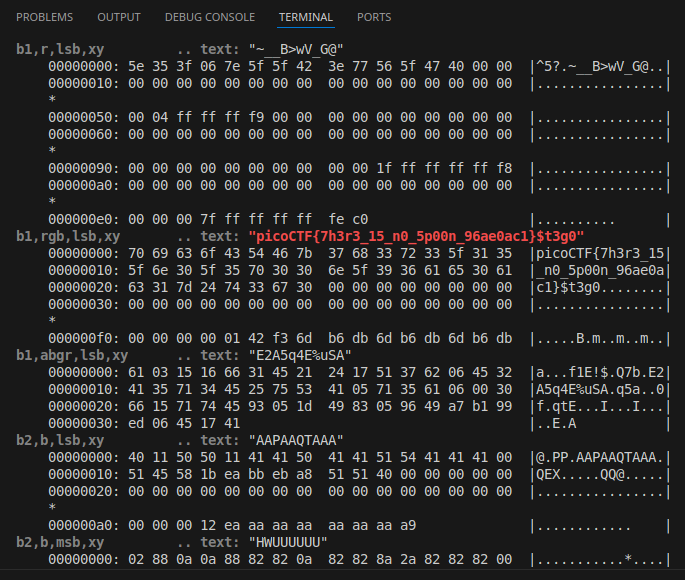 PROBLEMS OUTPUT DEBUG CONSOLE TERMINAL PORTS
b1,r,lsb,xy .. text: "~__B>wV_G@"
00000000: 5e 35 3f 06 7e 5f 5f 42 3e 77 56 5f 47 40 00 00 |^5?.~__B>wV_G@..|
00000010: 00 00 00 00 00 00 00 00 00 00 00 00 00 00 00 00 |................|
*
00000050: 00 04 ff ff ff f9 00 00 00 00 00 00 00 00 00 00 |................|
00000060: 00 00 00 00 00 00 00 00 00 00 00 00 00 00 00 00 |................|
*
00000090: 00 00 00 00 00 00 00 00 00 00 1f ff ff ff ff f8 |................|
000000a0: 00 00 00 00 00 00 00 00 00 00 00 00 00 00 00 00 |................|
*
000000e0: 00 00 00 7f ff ff ff ff fe c0 |.......... |
b1,rgb,lsb,xy .. text: "picoCTF{7h3r3_15_n0_5p00n_96ae0ac1}$t3g0"
00000000: 70 69 63 6f 43 54 46 7b 37 68 33 72 33 5f 31 35 |picoCTF{7h3r3_15|
00000010: 5f 6e 30 5f 35 70 30 30 6e 5f 39 36 61 65 30 61 |_n0_5p00n_96ae0a|
00000020: 63 31 7d 24 74 33 67 30 00 00 00 00 00 00 00 00 |c1}$t3g0........|
00000030: 00 00 00 00 00 00 00 00 00 00 00 00 00 00 00 00 |................|
*
000000f0: 00 00 00 00 01 42 f3 6d b6 db 6d b6 db 6d b6 db |.....B.m..m..m..|
b1,abgr,lsb,xy .. text: "E2A5q4E%uSA"
00000000: 61 03 15 16 66 31 45 21 24 17 51 37 62 06 45 32 |a...f1E!$.Q7b.E2|
00000010: 41 35 71 34 45 25 75 53 41 05 71 35 61 06 00 30 |A5q4E%uSA.q5a..0|
00000020: 66 15 71 74 45 93 05 1d 49 83 05 96 49 a7 b1 99 |f.qtE...I...I...|
00000030: ed 06 45 17 41 |..E.A |
b2,b,lsb,xy .. text: "AAPAAQTAAA"
00000000: 40 11 50 50 11 41 41 50 41 41 51 54 41 41 41 00 |@.PP.AAPAAQTAAA.|
00000010: 51 45 58 1b ea bb eb a8 51 51 40 00 00 00 00 00 |QEX.....QQ@.....|
00000020: 00 00 00 00 00 00 00 00 00 00 00 00 00 00 00 00 |................|
*
000000a0: 00 00 00 12 ea aa aa aa aa aa aa a9 |............ |
b2,b,msb,xy .. text: "HWUUUUUU"
00000000: 02 88 0a 0a 88 82 82 0a 82 82 8a 2a 82 82 82 00 |...........*....|